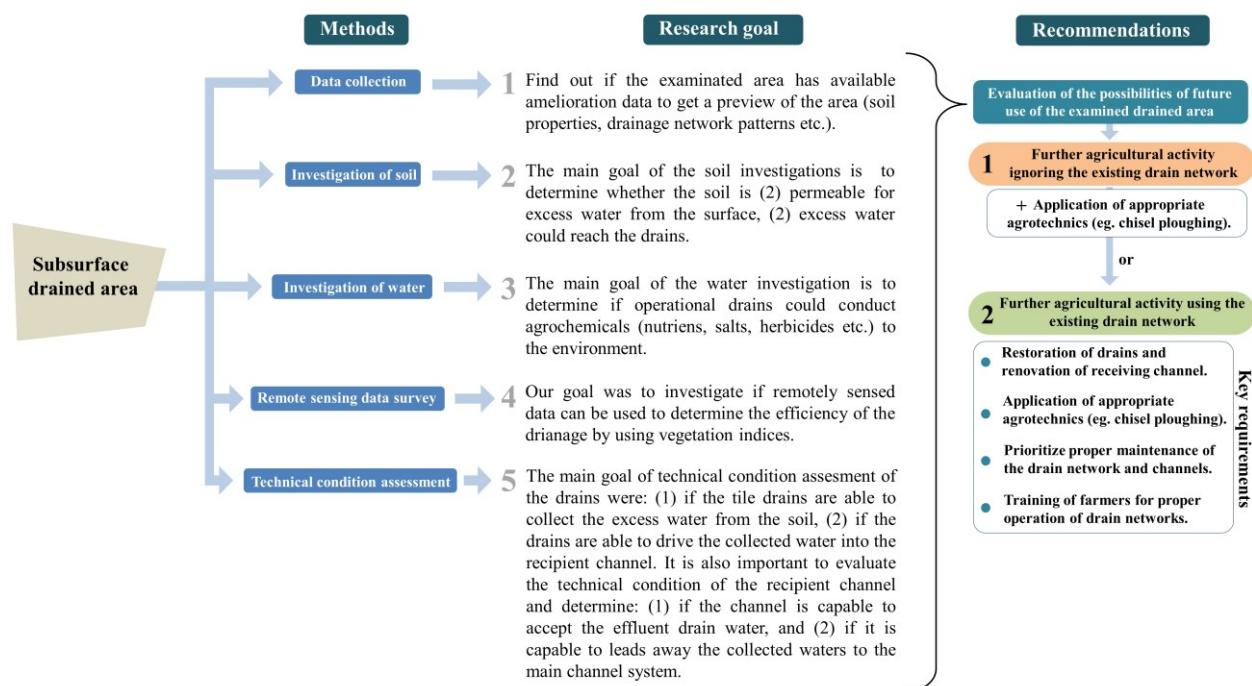 Methods
Research goal
Recommendations
Subsurface
drained area
Data collection
1
Find out if the examinated area has available
amelioration data to get a preview of the area (soil
properties, drainage network patterns etc.).
Investigation of soil
2
The main goal of the soil investigations is to
determine whether the soil is (2) permeable for
excess water from the surface, (2) excess water
could reach the drains.
Investigation of water
3
The main goal of the water investigation is to
determine if operational drains could conduct
agrochemicals (nutriens, salts, herbicides etc.) to
the environment.
Remote sensing data survey
4
Our goal was to investigate if remotely sensed
data can be used to determine the efficiency of the
drianage by using vegetation indices.
Technical condition assessment
5
The main goal of technical condition assesment of
the drains were: (1) if the tile drains are able to
collect the excess water from the soil, (2) if the
drains are able to drive the collected water into the
recipient channel. It is also important to evaluate
the technical condition of the recipient channel
and determine: (1) if the channel is capable to
accept the effluent drain water, and (2) if it is
capable to leads away the collected waters to the
main channel system.
Evaluation of the possibilities of future
use of the examined drained area
1
Further agricultural activity
ignoring the existing drain network
+ Application of appropriate
agrotechnics (eg. chisel ploughing).
or
2
Further agricultural activity using the
existing drain network
Restoration of drains and
renovation of receiving channel.
Application of appropriate
agrotechnics (eg. chisel ploughing).
Prioritize proper maintenance of
the drain network and channels.
Training of farmers for proper
operation of drain networks.
Key requirements